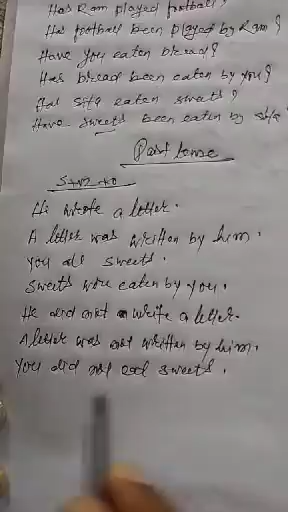 Has Ram played football?
Has football been played by Ram?
Have you eaten bread?
Has bread been eaten by you?
Has Sita eaten sweets?
Have sweets been eaten by Sita
Past tense
S+V2+O
He wrote a letter.
A letter was written by him.
You ate sweets.
Sweets were eaten by you.
He did not write a letter.
A letter was not written by him.
You did not eat sweets.